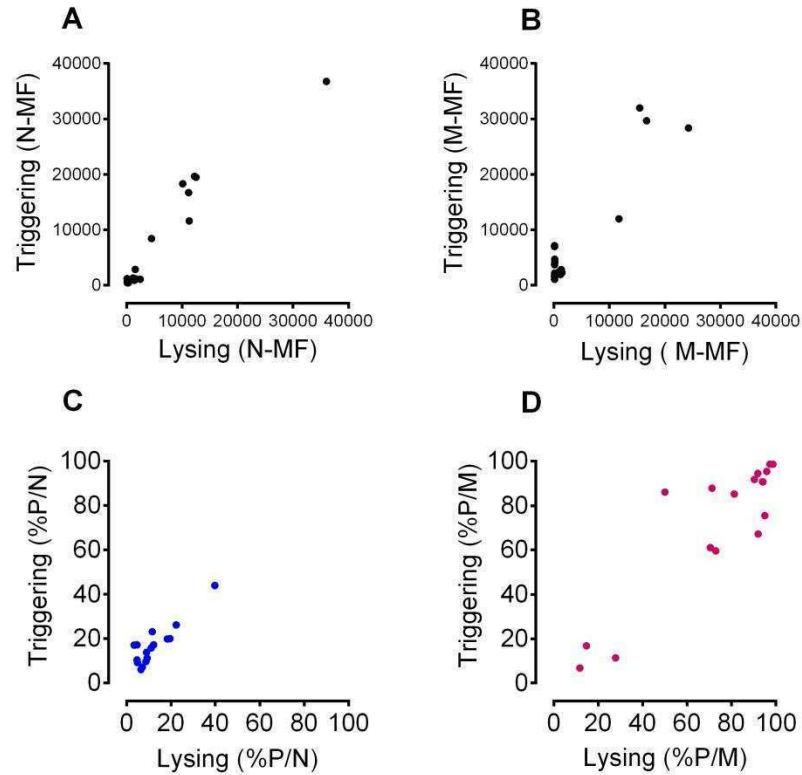 A
Triggering (N-MF)
40000
30000
20000
10000
0
0 10000 20000 30000 40000
Lysing (N-MF)
B
Triggering (M-MF)
40000
30000
20000
10000
0
0 10000 20000 30000 40000
Lysing ( M-MF)
C
Triggering (%P/N)
100
80
60
40
20
0
0 20 40 60 80 100
Lysing (%P/N)
D
Triggering (%P/M)
100
80
60
40
20
0
0 20 40 60 80 100
Lysing (%P/M)